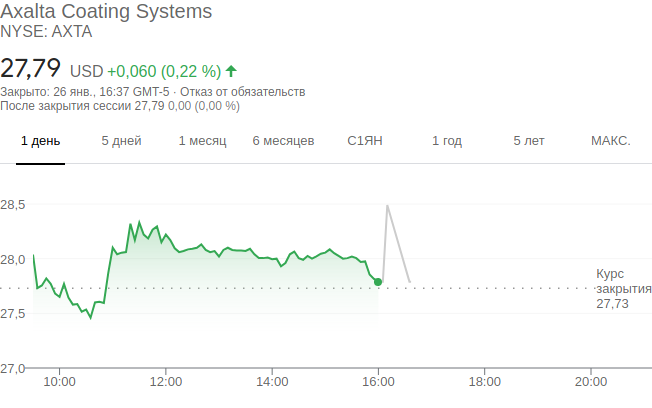 Axalta Coating Systems
NYSE: AXTA
27,79 USD +0,060 (0,22 %)
Закрыто: 26 янв., 16:37 GMT-5 · Отказ от обязательств
После закрытия сессии 27,79 0,00 (0,00 %)
1 день 5 дней 1 месяц 6 месяцев С1ЯН 1 год 5 лет МАКС.
28,5
28,0
Курс
закрытия
27,73
27,5
27,0
10:00 12:00 14:00 16:00 18:00 20:00